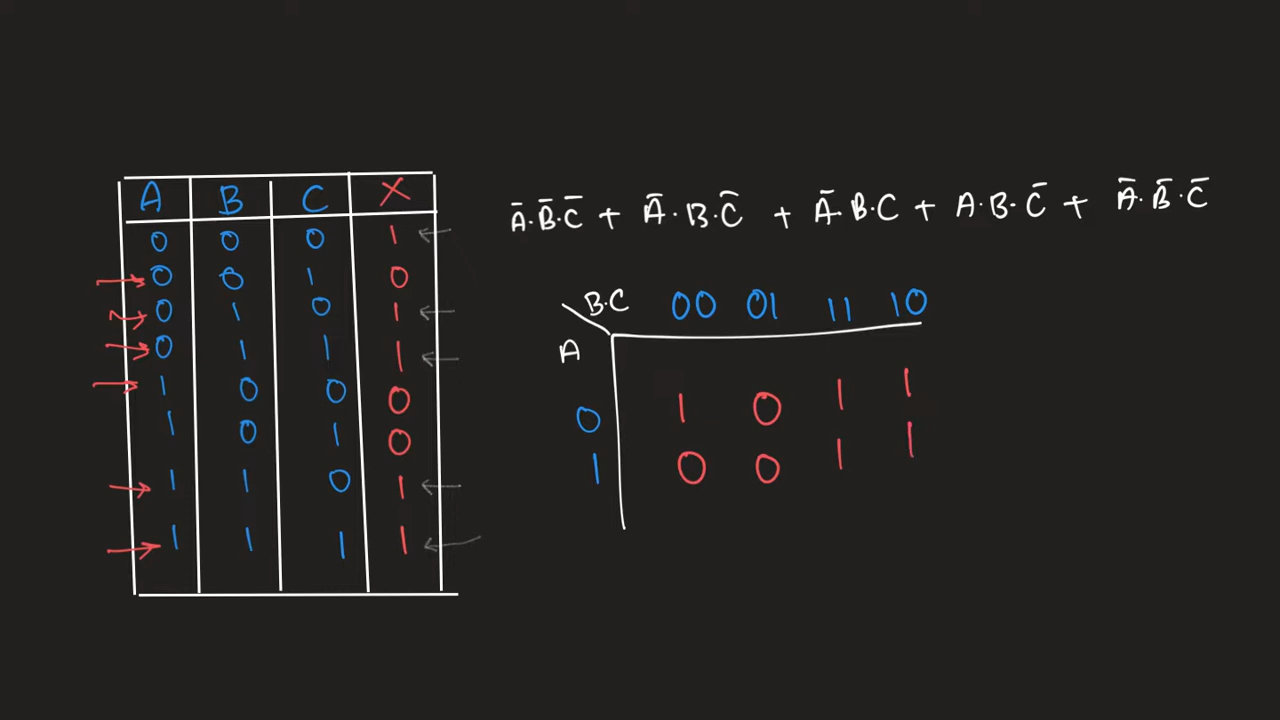 A B C X
0 0 0 1
0 0 1 0
0 1 0 1
0 1 1 1
1 0 0 0
1 0 1 0
1 1 0 1
1 1 1 1
Ā·B̄·C̄ + Ā·B·C̄ + Ā·B·C + A·B·C̄ + Ā·B̄·C̄
B·C 00 01 11 10
A
0 1 0 1 1
1 0 0 1 1